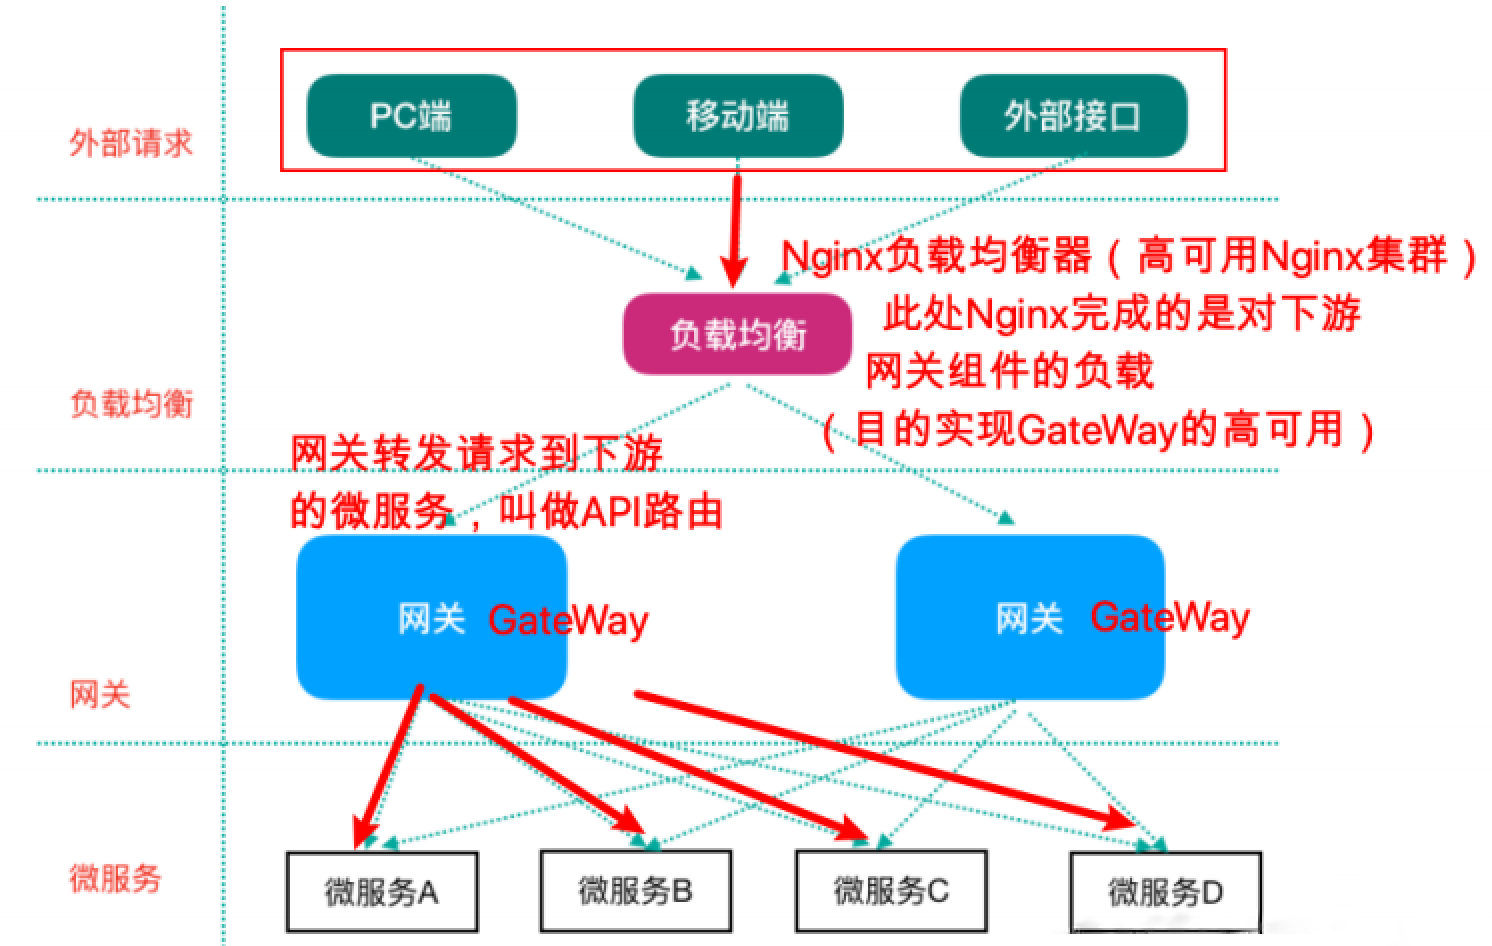 外部请求
PC端
移动端
外部接口
Nginx负载均衡器（高可用Nginx集群）
此处Nginx完成的是对下游
网关组件的负载
（目的实现GateWay的高可用）
负载均衡
负载均衡
网关转发请求到下游
的微服务，叫做API路由
网关 GateWay
网关 GateWay
网关
微服务
微服务A
微服务B
微服务C
微服务D